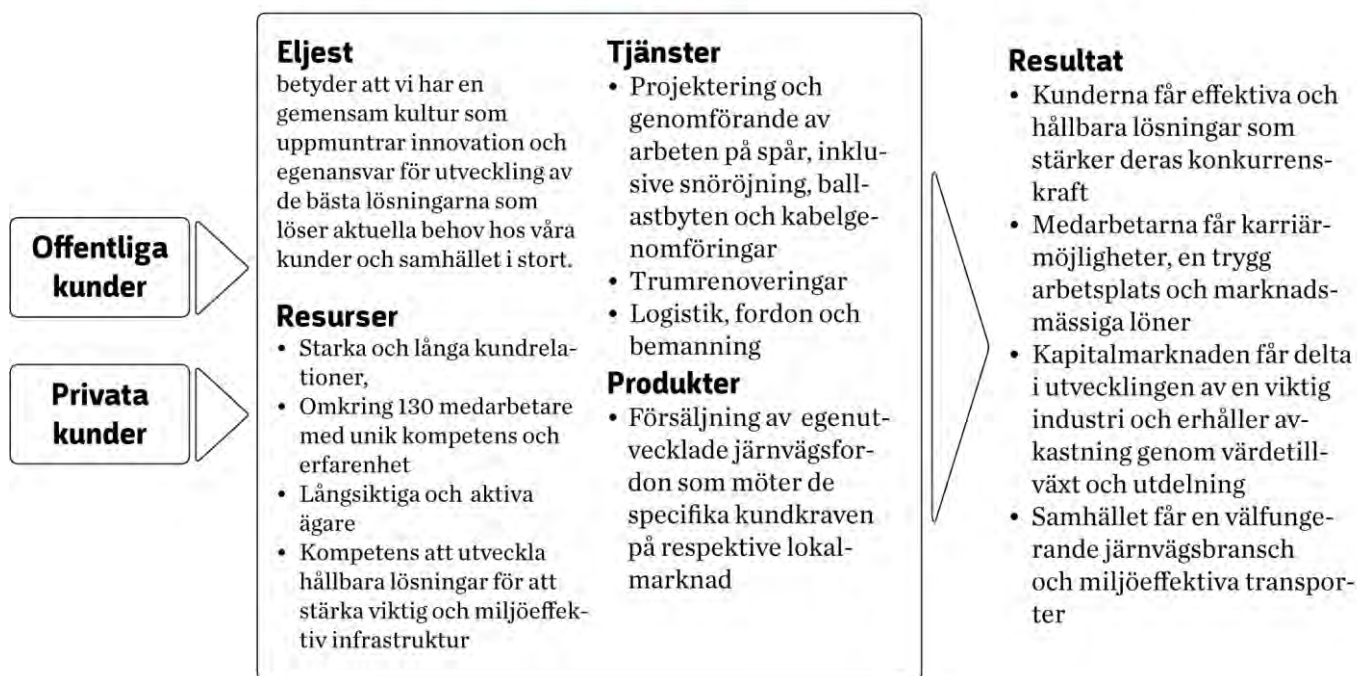 Offentliga
kunder
Privata
kunder
Eljest
betyder att vi har en
gemensam kultur som
uppmuntrar innovation och
egenansvar för utveckling av
de bästa lösningarna som
löser aktuella behov hos våra
kunder och samhället i stort.
Resurser
• Starka och långa kundrela-
tioner,
• Omkring 130 medarbetare
med unik kompetens och
erfarenhet
• Långsiktiga och aktiva
ägare
• Kompetens att utveckla
hållbara lösningar för att
stärka viktig och miljöeffek-
tiv infrastruktur
Tjänster
• Projektering och
genomförande av
arbeten på spår, inklu-
sive snöröjning, ball-
astbyten och kabelge-
nomföringar
• Trumrenoveringar
• Logistik, fordon och
bemanning
Produkter
• Försäljning av egenut-
vecklade järnvägsfor-
don som möter de
specifika kundkraven
på respektive lokal-
marknad
Resultat
• Kunderna får effektiva och
hållbara lösningar som
stärker deras konkurrens-
kraft
• Medarbetarna får karriär-
möjligheter, en trygg
arbetsplats och marknads-
mässiga löner
• Kapitalmarknaden får delta
i utvecklingen av en viktig
industri och erhåller av-
kastning genom värdetill-
växt och utdelning
• Samhället får en välfunge-
rande järnvägsbransch
och miljöeffektiva transpor-
ter